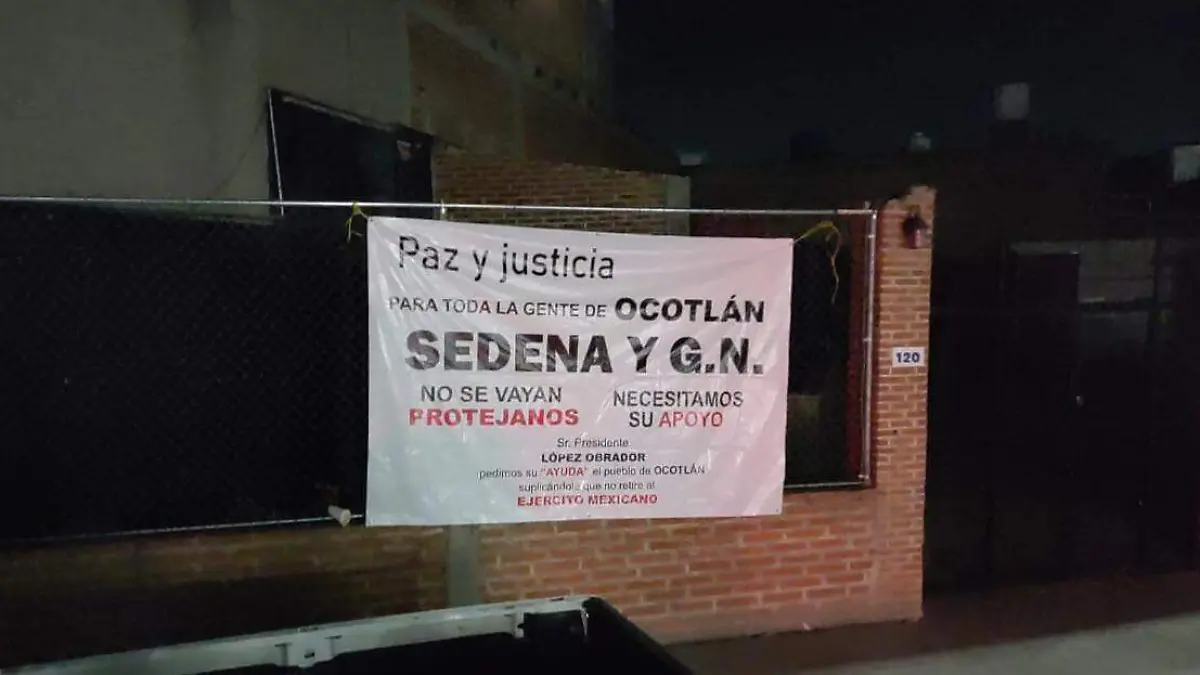 Paz y justicia
PARA TODA LA GENTE DE OCOTLÁN
SEDENA Y G.N.
NO SE VAYAN
PROTEJANOS
NECESITAMOS
SU APOYO
Sr. Presidente
LÓPEZ OBRADOR
pedimos su "AYUDA" el pueblo de OCOTLÁN
suplicándole que no retire al
EJERCITO MEXICANO
120